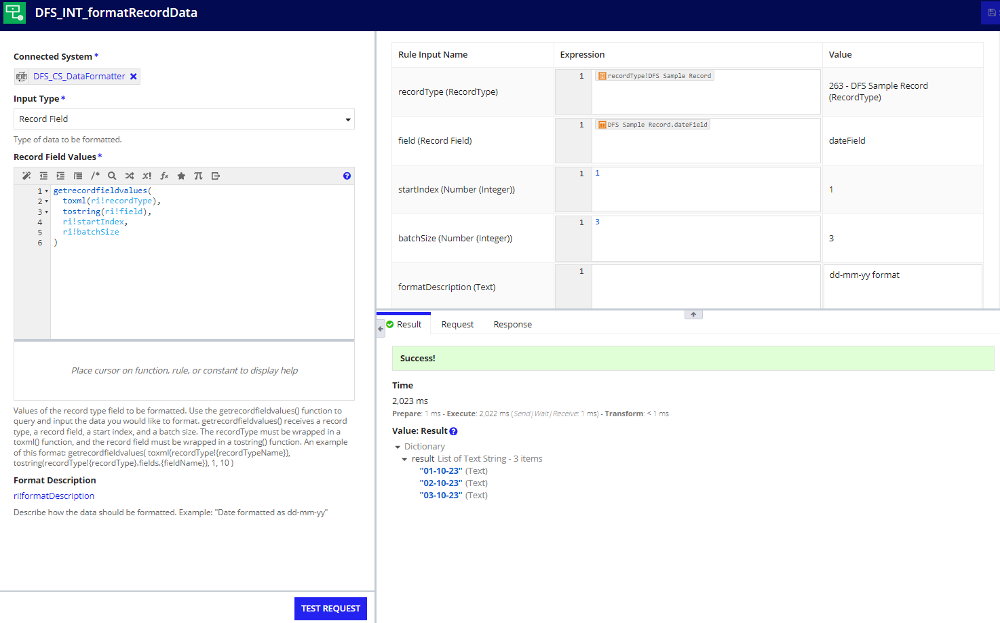 DFS_INT_formatRecordData
Connected System *
DFS_CS_DataFormatter ✖
Input Type *
Record Field
Type of data to be formatted.
Record Field Values *
/*
x!
fx
π
?
1 getrecordfieldvalues(
2 toxml(ri!recordType),
3 tostring(ri!field),
4 ri!startIndex,
5 ri!batchSize
6 )
Place cursor on function, rule, or constant to display help
Values of the record type field to be formatted. Use the getrecordfieldvalues() function to
query and input the data you would like to format. getrecordfieldvalues() receives a record
type, a record field, a start index, and a batch size. The recordType must be wrapped in a
toxml() function, and the record field must be wrapped in a tostring() function. An example
of this format: getrecordfieldvalues( toxml(recordType!{recordTypeName}),
tostring(recordType!{recordType}.fields.{fieldName}), 1, 10 )
Format Description
ri!formatDescription
Describe how the data should be formatted. Example: "Date formatted as dd-mm-yy"
TEST REQUEST
Rule Input Name Expression Value
recordType (RecordType) 1 recordType!DFS Sample Record 263 - DFS Sample Record
(RecordType)
field (Record Field) 1 DFS Sample Record.dateField dateField
startIndex (Number (Integer)) 1 1 1
batchSize (Number (Integer)) 1 3 3
formatDescription (Text) 1 dd-mm-yy format
Result Request Response
Success!
Time
2,023 ms
Prepare: 1 ms - Execute: 2,022 ms (Send|Wait|Receive: 1 ms) - Transform: < 1 ms
Value: Result ?
Dictionary
result List of Text String - 3 items
"01-10-23" (Text)
"02-10-23" (Text)
"03-10-23" (Text)